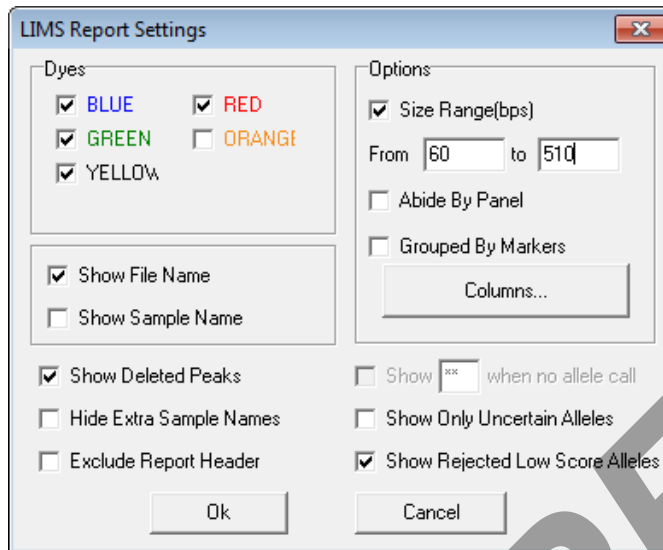 LIMS Report Settings
Dyes
BLUE RED
GREEN ORANGE
YELLOW
Show File Name
Show Sample Name
Show Deleted Peaks
Hide Extra Sample Names
Exclude Report Header
Options
Size Range(bps)
From 60 to 510
Abide By Panel
Grouped By Markers
Columns...
Show ** when no allele call
Show Only Uncertain Alleles
Show Rejected Low Score Alleles
Ok Cancel